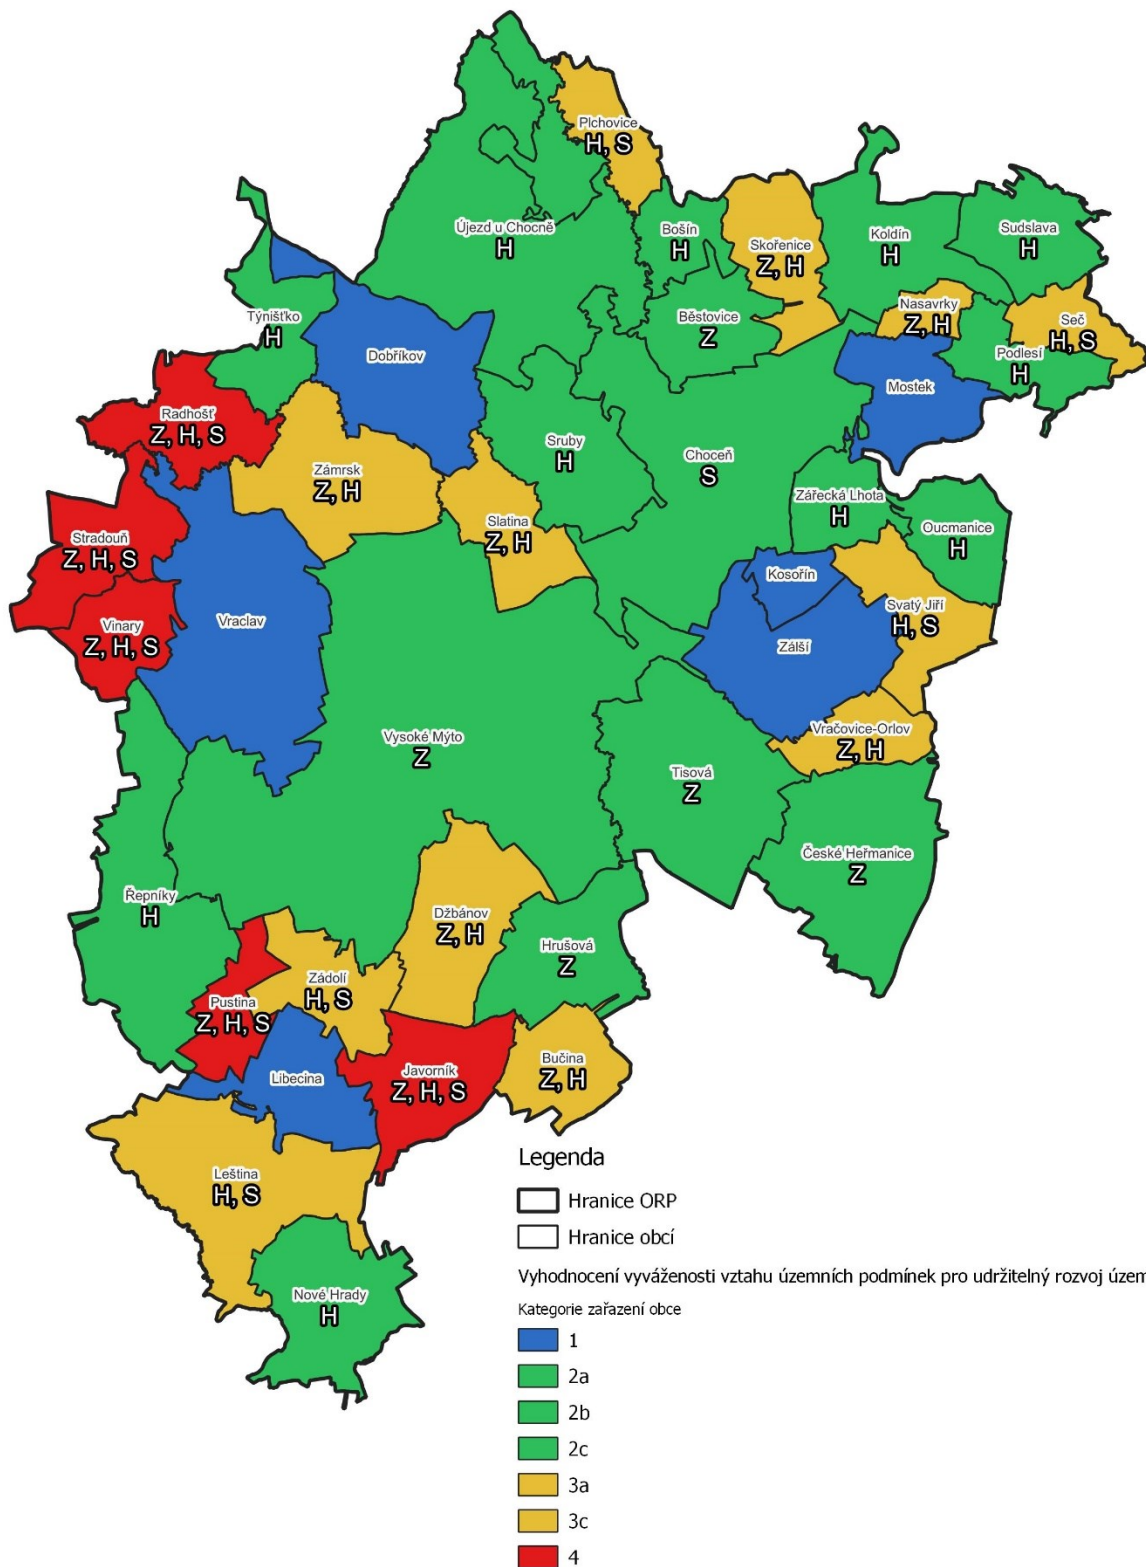 Plchovice
H, S
Újezd u Chocně
H
Bošín
H
Skořenice
Z, H
Koldín
H
Sudslava
H
Týnišťko
H
Běstovice
Z
Nasavrky
Z, H
Seč
H, S
Dobříkov
Podlesí
H
Mostek
Radhošť
Z, H, S
Sruby
H
Choceň
S
Zámrsk
Z, H
Zářecká Lhota
H
Slatina
Z, H
Oucmanice
H
Stradouň
Z, H, S
Kosořín
Svatý Jiří
H, S
Vinary
Z, H, S
Vraclav
Zálší
Vračovice-Orlov
Z, H
Vysoké Mýto
Z
Tisová
Z
České Heřmanice
Z
Řepníky
H
Džbánov
Z, H
Hrušová
Z
Zádolí
H, S
Pustina
Z, H, S
Bučina
Z, H
Javorník
Z, H, S
Libecina
Leština
H, S
Nové Hrady
H
Legenda
Hranice ORP
Hranice obcí
Vyhodnocení vyváženosti vztahu územních podmínek pro udržitelný rozvoj územ
Kategorie zařazení obce
1
2a
2b
2c
3a
3c
4